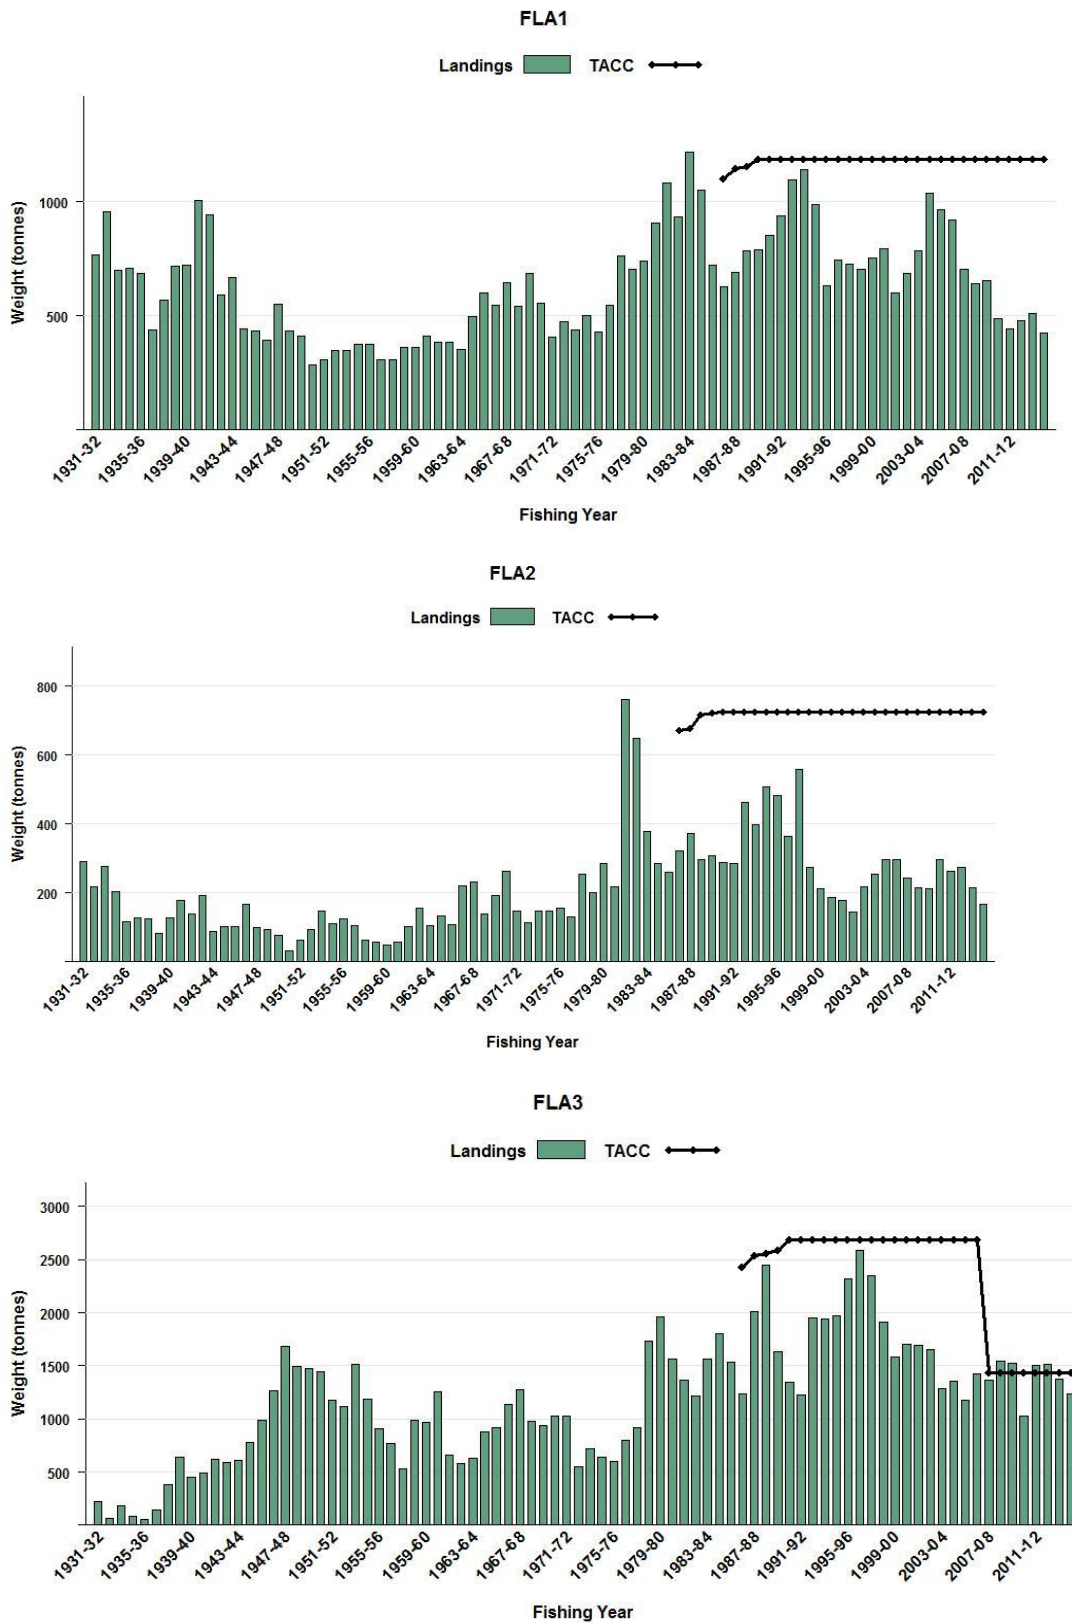 FLA1
Landings TACC
Weight (tonnes)
1000
500
1931-32 1935-36 1939-40 1943-44 1947-48 1951-52 1955-56 1959-60 1963-64 1967-68 1971-72 1975-76 1979-80 1983-84 1987-88 1991-92 1995-96 1999-00 2003-04 2007-08 2011-12
Fishing Year
FLA2
Landings TACC
Weight (tonnes)
800
600
400
200
1931-32 1935-36 1939-40 1943-44 1947-48 1951-52 1955-56 1959-60 1963-64 1967-68 1971-72 1975-76 1979-80 1983-84 1987-88 1991-92 1995-96 1999-00 2003-04 2007-08 2011-12
Fishing Year
FLA3
Landings TACC
Weight (tonnes)
3000
2500
2000
1500
1000
500
1931-32 1935-36 1939-40 1943-44 1947-48 1951-52 1955-56 1959-60 1963-64 1967-68 1971-72 1975-76 1979-80 1983-84 1987-88 1991-92 1995-96 1999-00 2003-04 2007-08 2011-12
Fishing Year